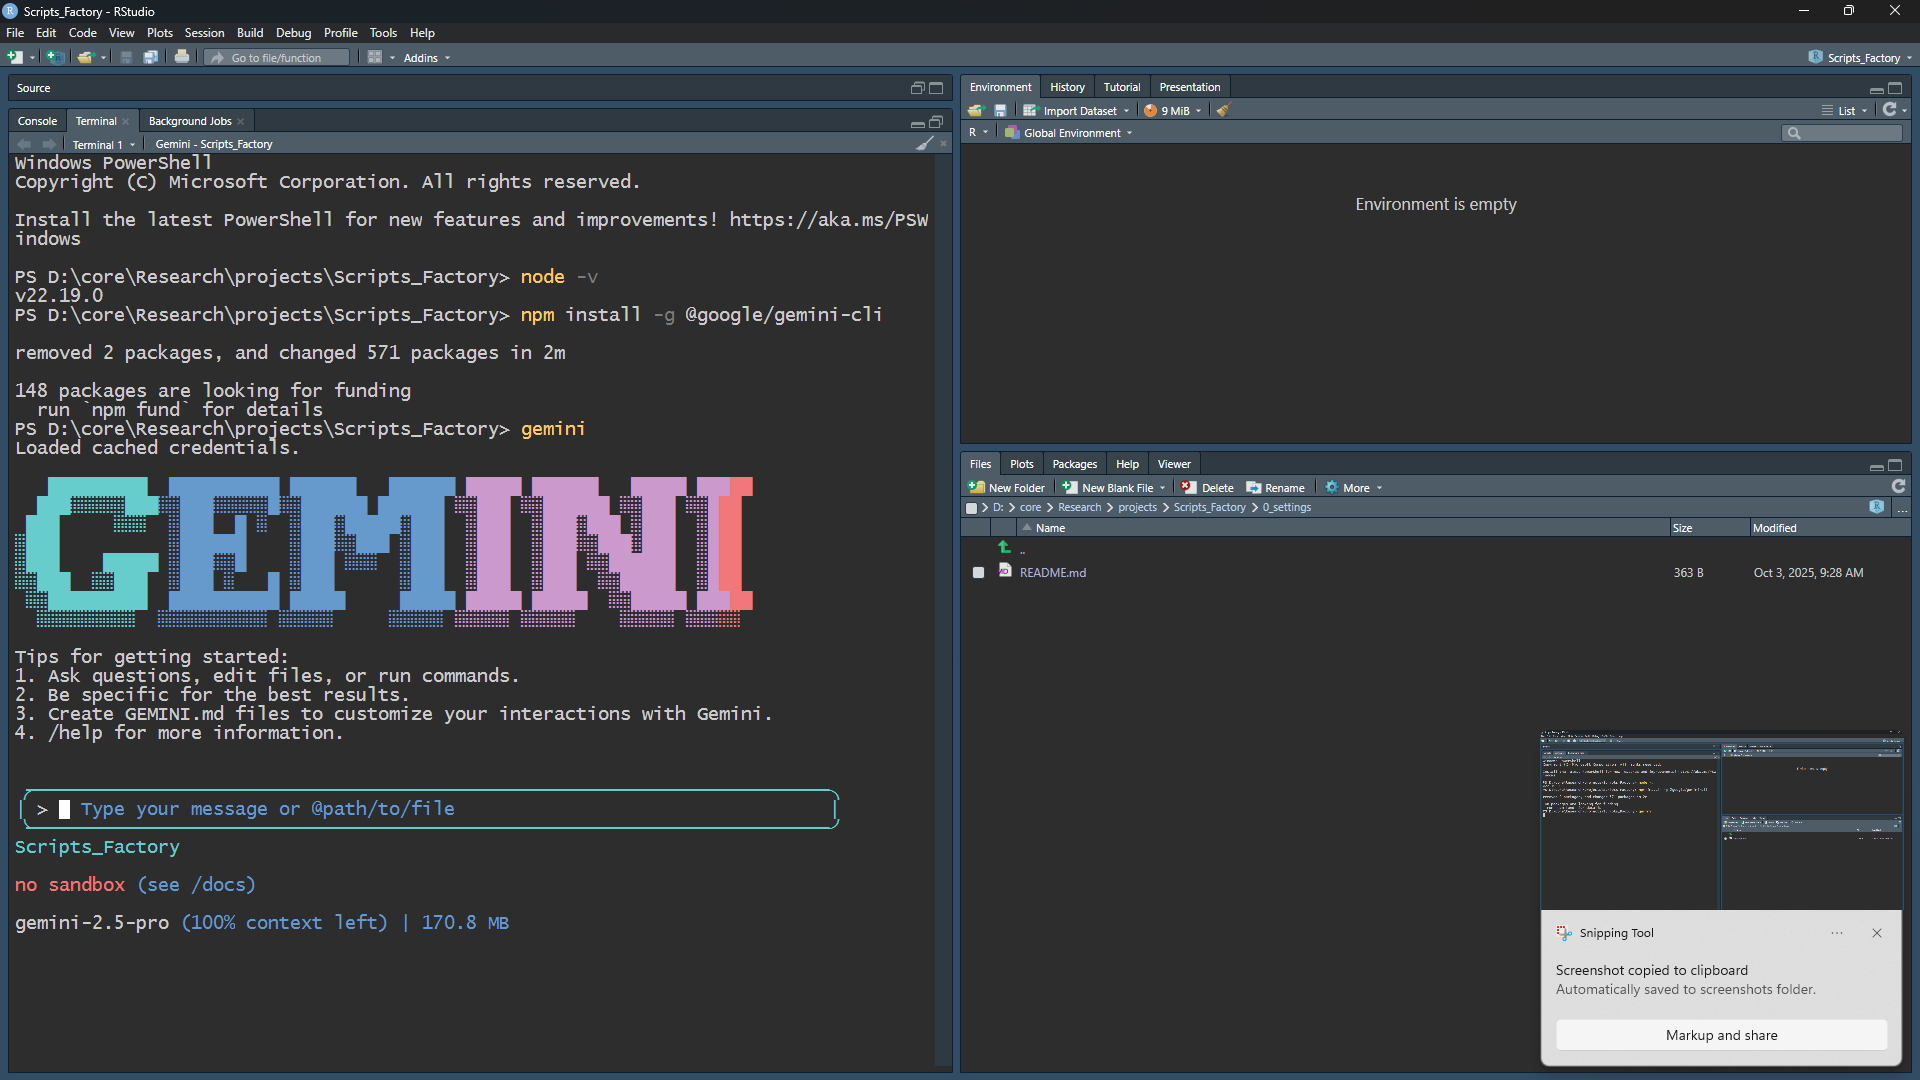 Scripts_Factory - RStudio
File Edit Code View Plots Session Build Debug Profile Tools Help
Go to file/function Addins Scripts_Factory
Source
Console Terminal Background Jobs
Terminal 1 Gemini - Scripts_Factory
Windows PowerShell
Copyright (C) Microsoft Corporation. All rights reserved.
Install the latest PowerShell for new features and improvements! https://aka.ms/PSW
indows
PS D:\core\Research\projects\Scripts_Factory> node -v
v22.19.0
PS D:\core\Research\projects\Scripts_Factory> npm install -g @google/gemini-cli
removed 2 packages, and changed 571 packages in 2m
148 packages are looking for funding
run `npm fund` for details
PS D:\core\Research\projects\Scripts_Factory> gemini
Loaded cached credentials.
GEMINI
Tips for getting started:
1. Ask questions, edit files, or run commands.
2. Be specific for the best results.
3. Create GEMINI.md files to customize your interactions with Gemini.
4. /help for more information.
> Type your message or @path/to/file
Scripts_Factory
no sandbox (see /docs)
gemini-2.5-pro (100% context left) | 170.8 MB
Environment History Tutorial Presentation
Import Dataset 9 MiB List
R Global Environment
Environment is empty
Files Plots Packages Help Viewer
New Folder New Blank File Delete Rename More
D: > core > Research > projects > Scripts_Factory > 0_settings ...
Name Size Modified
..
README.md 363 B Oct 3, 2025, 9:28 AM
Snipping Tool
Screenshot copied to clipboard
Automatically saved to screenshots folder.
Markup and share